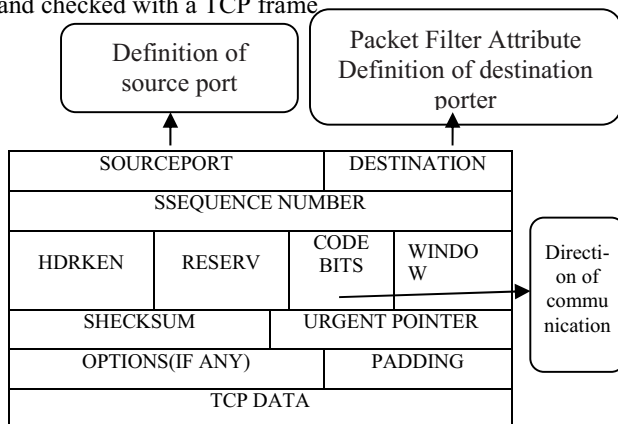 and checked with a TCP frame
Definition of
source port
Packet Filter Attribute
Definition of destination
porter
SOURCEPORT
DESTINATION
SSEQUENCE NUMBER
HDRKEN
RESERV
CODE
BITS
WINDO
W
Directi-
on of
commu
nication
SHECKSUM
URGENT POINTER
OPTIONS(IF ANY)
PADDING
TCP DATA